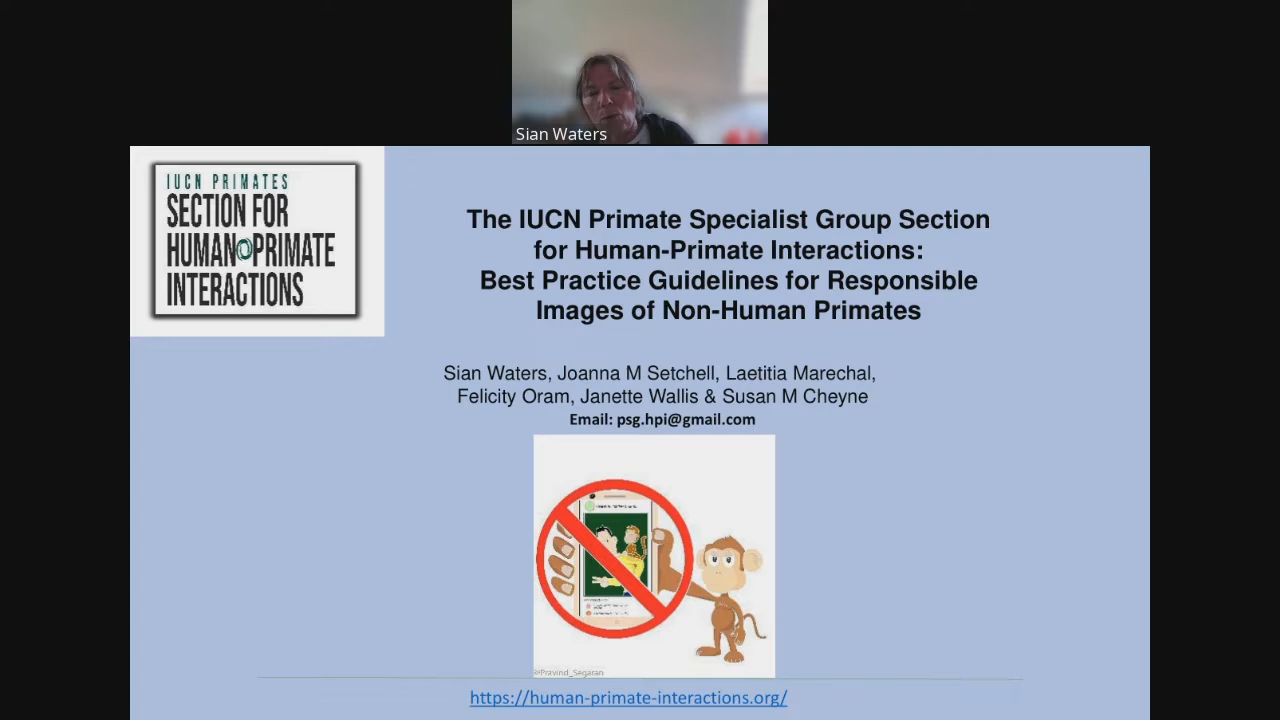 Sian Waters
IUCN PRIMATES
SECTION FOR
HUMAN PRIMATE
INTERACTIONS
The IUCN Primate Specialist Group Section
for Human-Primate Interactions:
Best Practice Guidelines for Responsible
Images of Non-Human Primates
Sian Waters, Joanna M Setchell, Laetitia Marechal,
Felicity Oram, Janette Wallis & Susan M Cheyne
Email: psg.hpi@gmail.com
@Pravind_Segaran
https://human-primate-interactions.org/